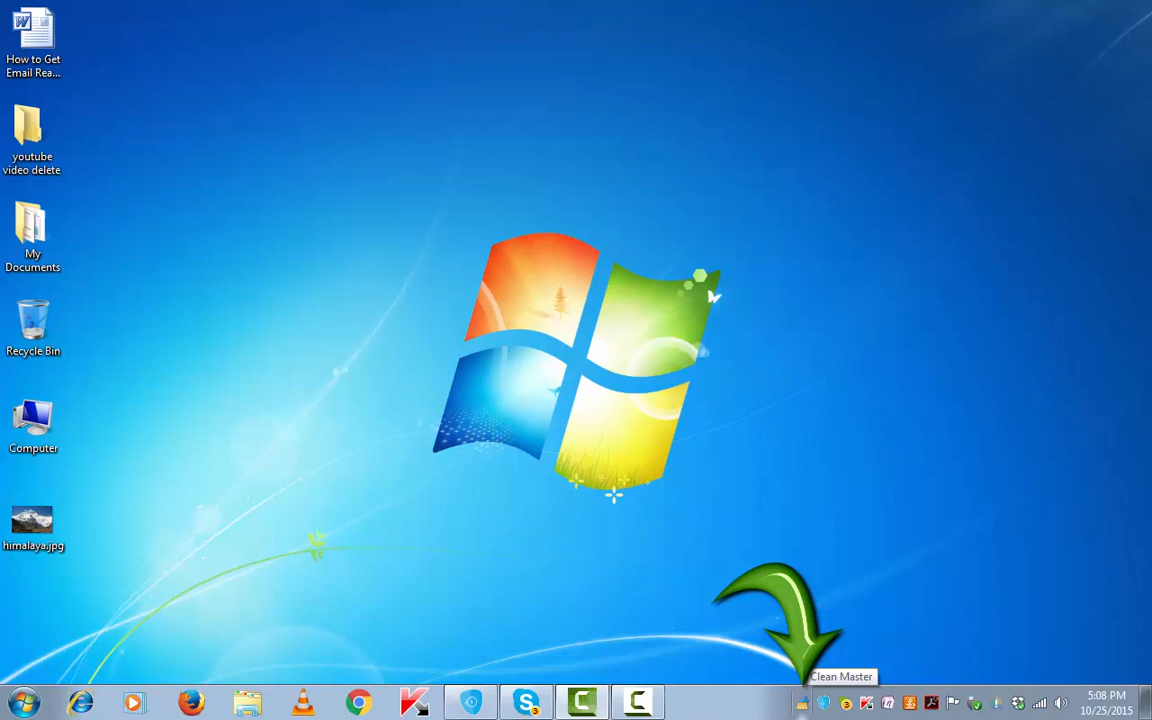 How to Get
Email Rea...
youtube
video delete
My
Documents
Recycle Bin
Computer
himalaya.jpg
Clean Master
3
5:08 PM
10/25/2015